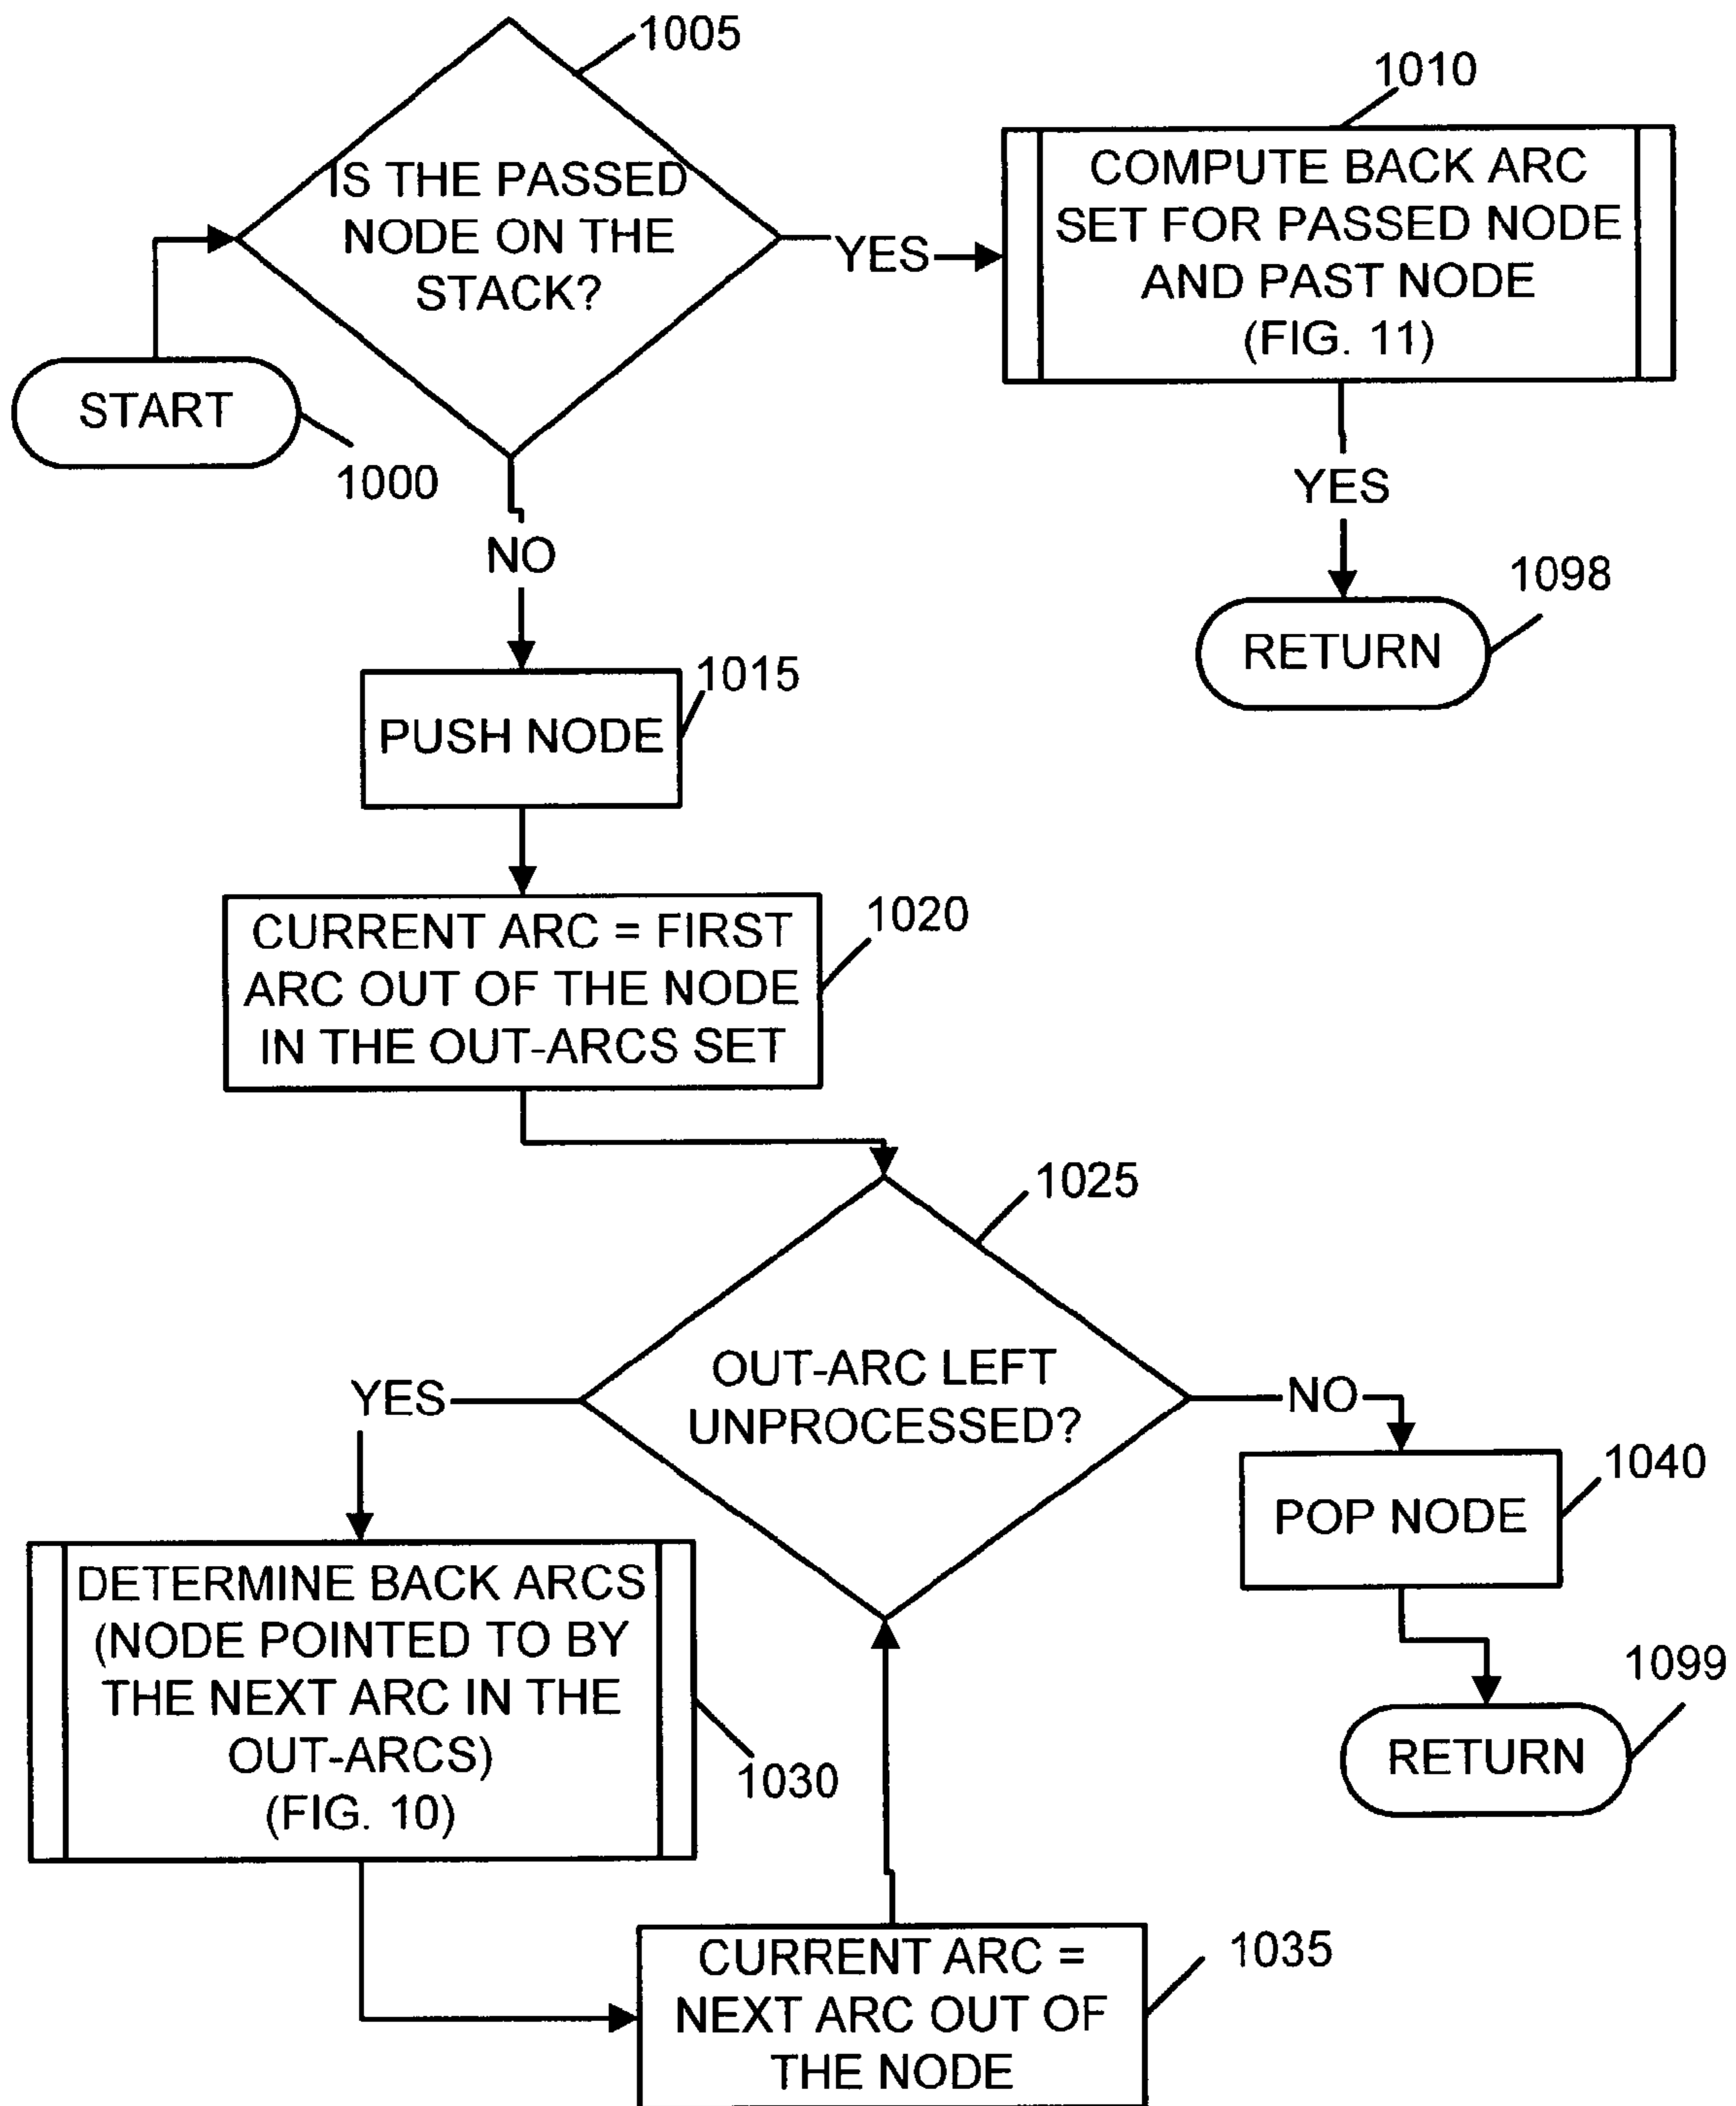 1005
1010
IS THE PASSED
NODE ON THE
STACK?
YES
COMPUTE BACK ARC
SET FOR PASSED NODE
AND PAST NODE
(FIG. 11)
START
1000
YES
NO
1098
RETURN
1015
PUSH NODE
1020
CURRENT ARC = FIRST
ARC OUT OF THE NODE
IN THE OUT-ARCS SET
1025
OUT-ARC LEFT
UNPROCESSED?
YES
NO
1040
POP NODE
DETERMINE BACK ARCS
(NODE POINTED TO BY
THE NEXT ARC IN THE
OUT-ARCS)
(FIG. 10)
1030
1099
RETURN
1035
CURRENT ARC =
NEXT ARC OUT OF
THE NODE